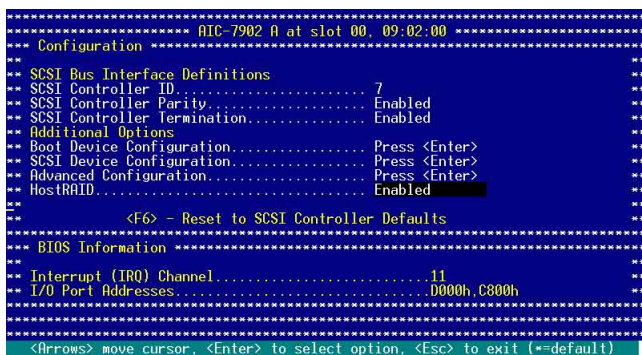 ******************************************************************************
*********************** AIC-7902 A at slot 00, 09:02:00 ***********************
*** Configuration ************************************************************
** **
** SCSI Bus Interface Definitions **
** SCSI Controller ID........................ 7 **
** SCSI Controller Parity.................... Enabled **
** SCSI Controller Termination............... Enabled **
** Additional Options **
** Boot Device Configuration................. Press <Enter> **
** SCSI Device Configuration................. Press <Enter> **
** Advanced Configuration.................... Press <Enter> **
** HostRAID.................................. Enabled **
** **
** <F6> - Reset to SCSI Controller Defaults **
******************************************************************************
*** BIOS Information *********************************************************
** **
** Interrupt (IRQ) Channel...........................11 **
** I/O Port Addresses................................D000h,C800h **
******************************************************************************
******************************************************************************
******************************************************************************
<Arrows> move cursor, <Enter> to select option, <Esc> to exit (*=default)